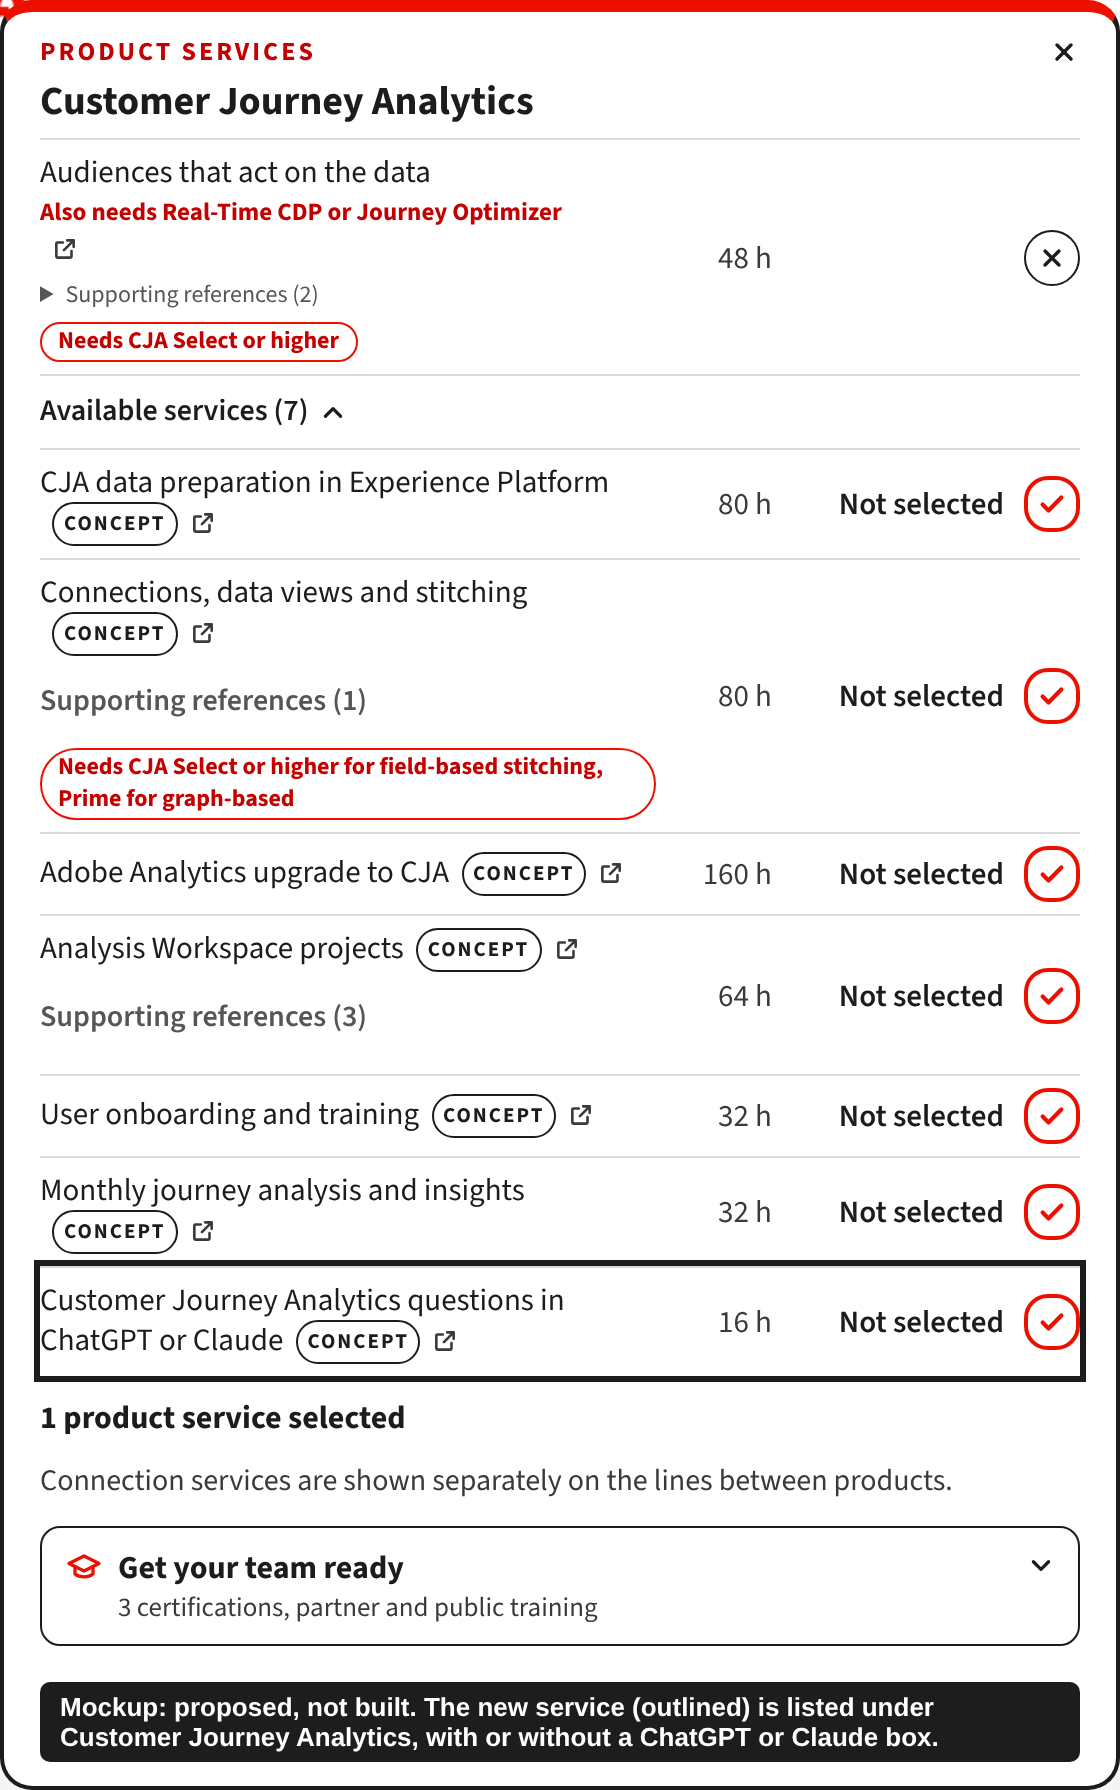 PRODUCT SERVICES
Customer Journey Analytics
Audiences that act on the data
Also needs Real-Time CDP or Journey Optimizer
Supporting references (2)
48 h
Needs CJA Select or higher
Available services (7)
CJA data preparation in Experience Platform
CONCEPT
80 h
Not selected
Connections, data views and stitching
CONCEPT
Supporting references (1)
80 h
Not selected
Needs CJA Select or higher for field-based stitching,
Prime for graph-based
Adobe Analytics upgrade to CJA CONCEPT
160 h
Not selected
Analysis Workspace projects CONCEPT
Supporting references (3)
64 h
Not selected
User onboarding and training CONCEPT
32 h
Not selected
Monthly journey analysis and insights
CONCEPT
32 h
Not selected
Customer Journey Analytics questions in
ChatGPT or Claude CONCEPT
16 h
Not selected
1 product service selected
Connection services are shown separately on the lines between products.
Get your team ready
3 certifications, partner and public training
Mockup: proposed, not built. The new service (outlined) is listed under
Customer Journey Analytics, with or without a ChatGPT or Claude box.